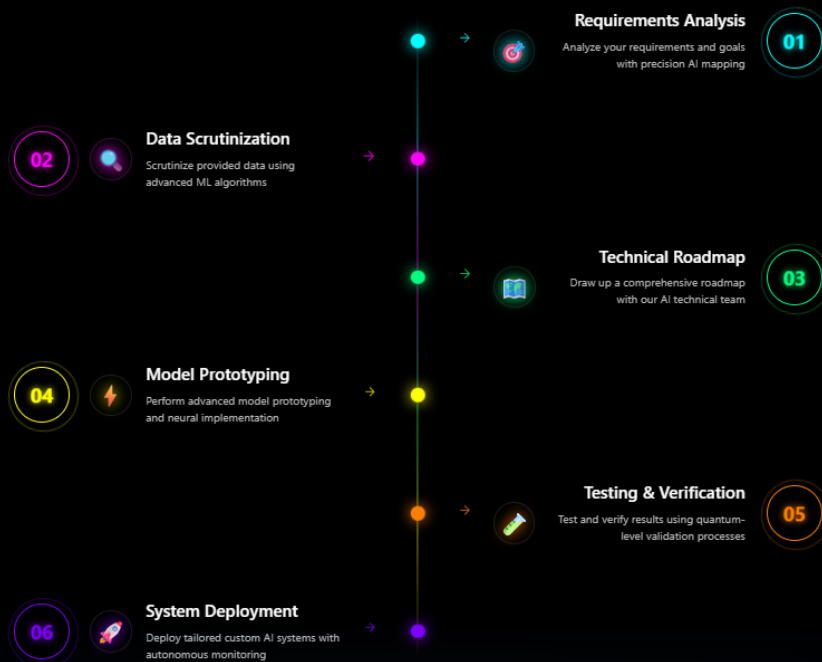 Requirements Analysis
Analyze your requirements and goals
with precision AI mapping
01
02
Data Scrutinization
Scrutinize provided data using
advanced ML algorithms
Technical Roadmap
Draw up a comprehensive roadmap
with our AI technical team
03
04
Model Prototyping
Perform advanced model prototyping
and neural implementation
Testing & Verification
Test and verify results using quantum-
level validation processes
05
06
System Deployment
Deploy tailored custom AI systems with
autonomous monitoring